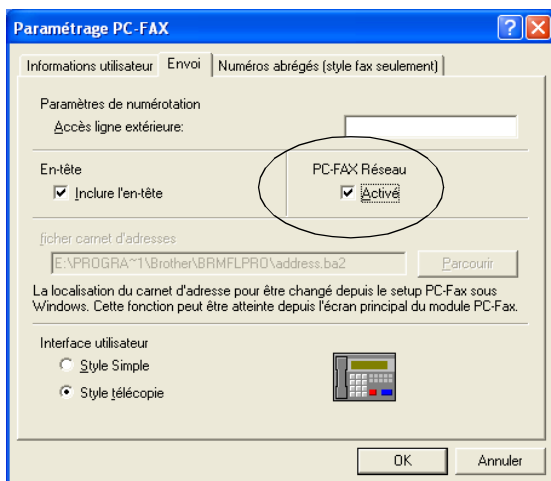 Paramétrage PC-FAX
Informations utilisateur Envoi Numéros abrégés (style fax seulement)
Paramètres de numérotation
Accès ligne extérieure:
En-tête PC-FAX Réseau
Inclure l'en-tête Activé
ficher carnet d'adresses
E:\PROGRA~1\Brother\BRMFLPRO\address.ba2 Parcourir
La localisation du carnet d'adresse pour être changé depuis le setup PC-Fax sous
Windows. Cette fonction peut être atteinte depuis l'écran principal du module PC-Fax.
Interface utilisateur
Style Simple
Style télécopie
OK Annuler